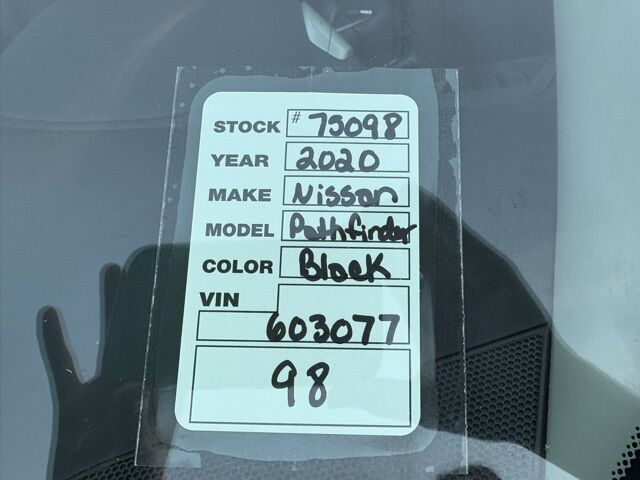 STOCK # 75098
YEAR 2020
MAKE Nissan
MODEL Pathfinder
COLOR Black
VIN
603077
98